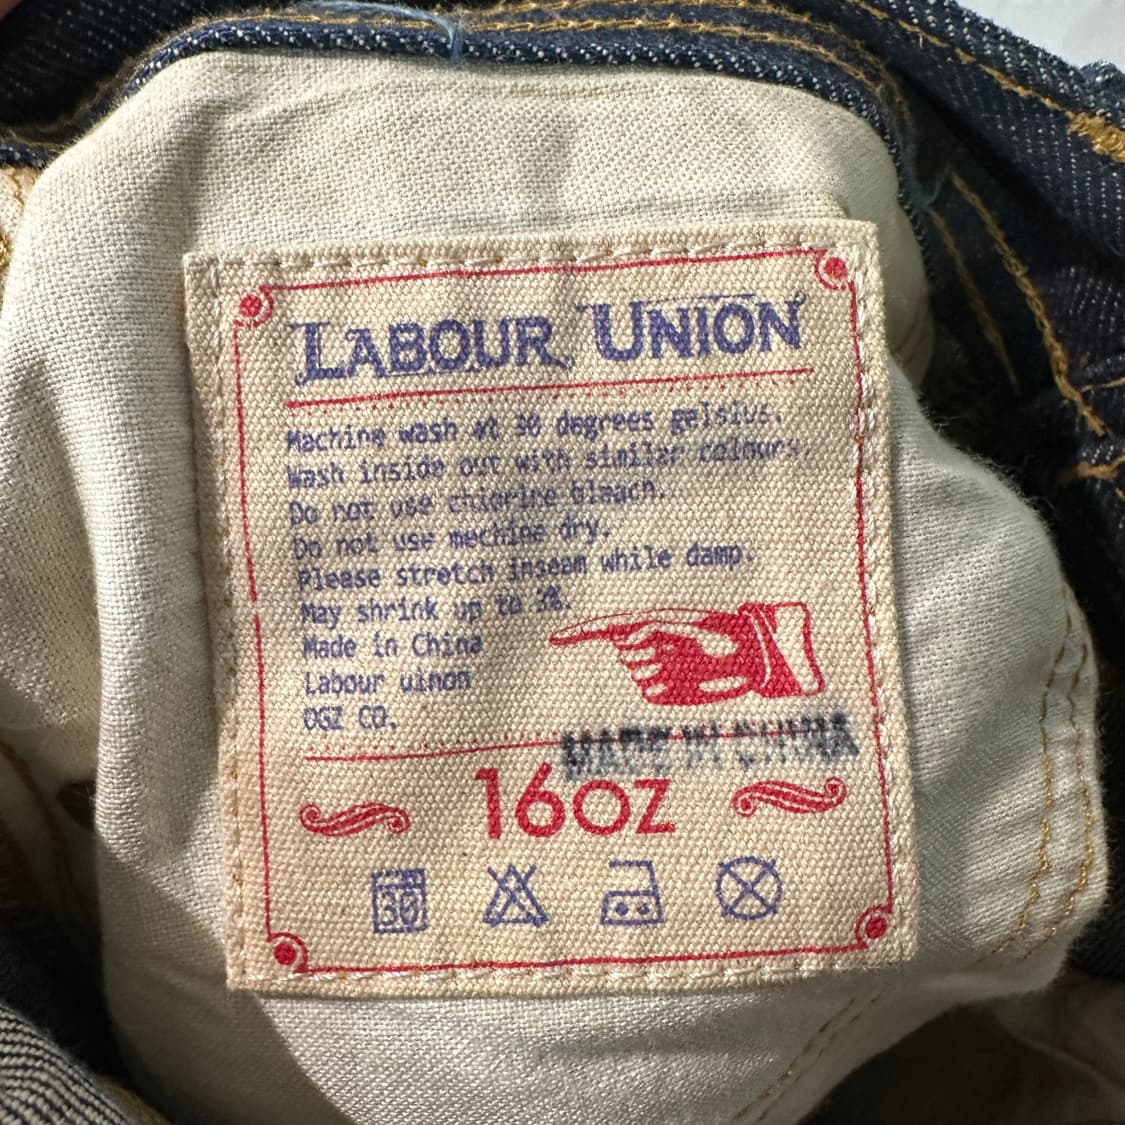 LABOUR UNION
Machine wash at 30 degrees gelsius.
Wash inside out with similar colours.
Do not use chlorine bleach.
Do not use mechine dry.
Please stretch inseam while damp.
May shrink up to 3%.
Made in China
Labour uinon
OGZ CO.
MADE IN CHINA
16oz
30